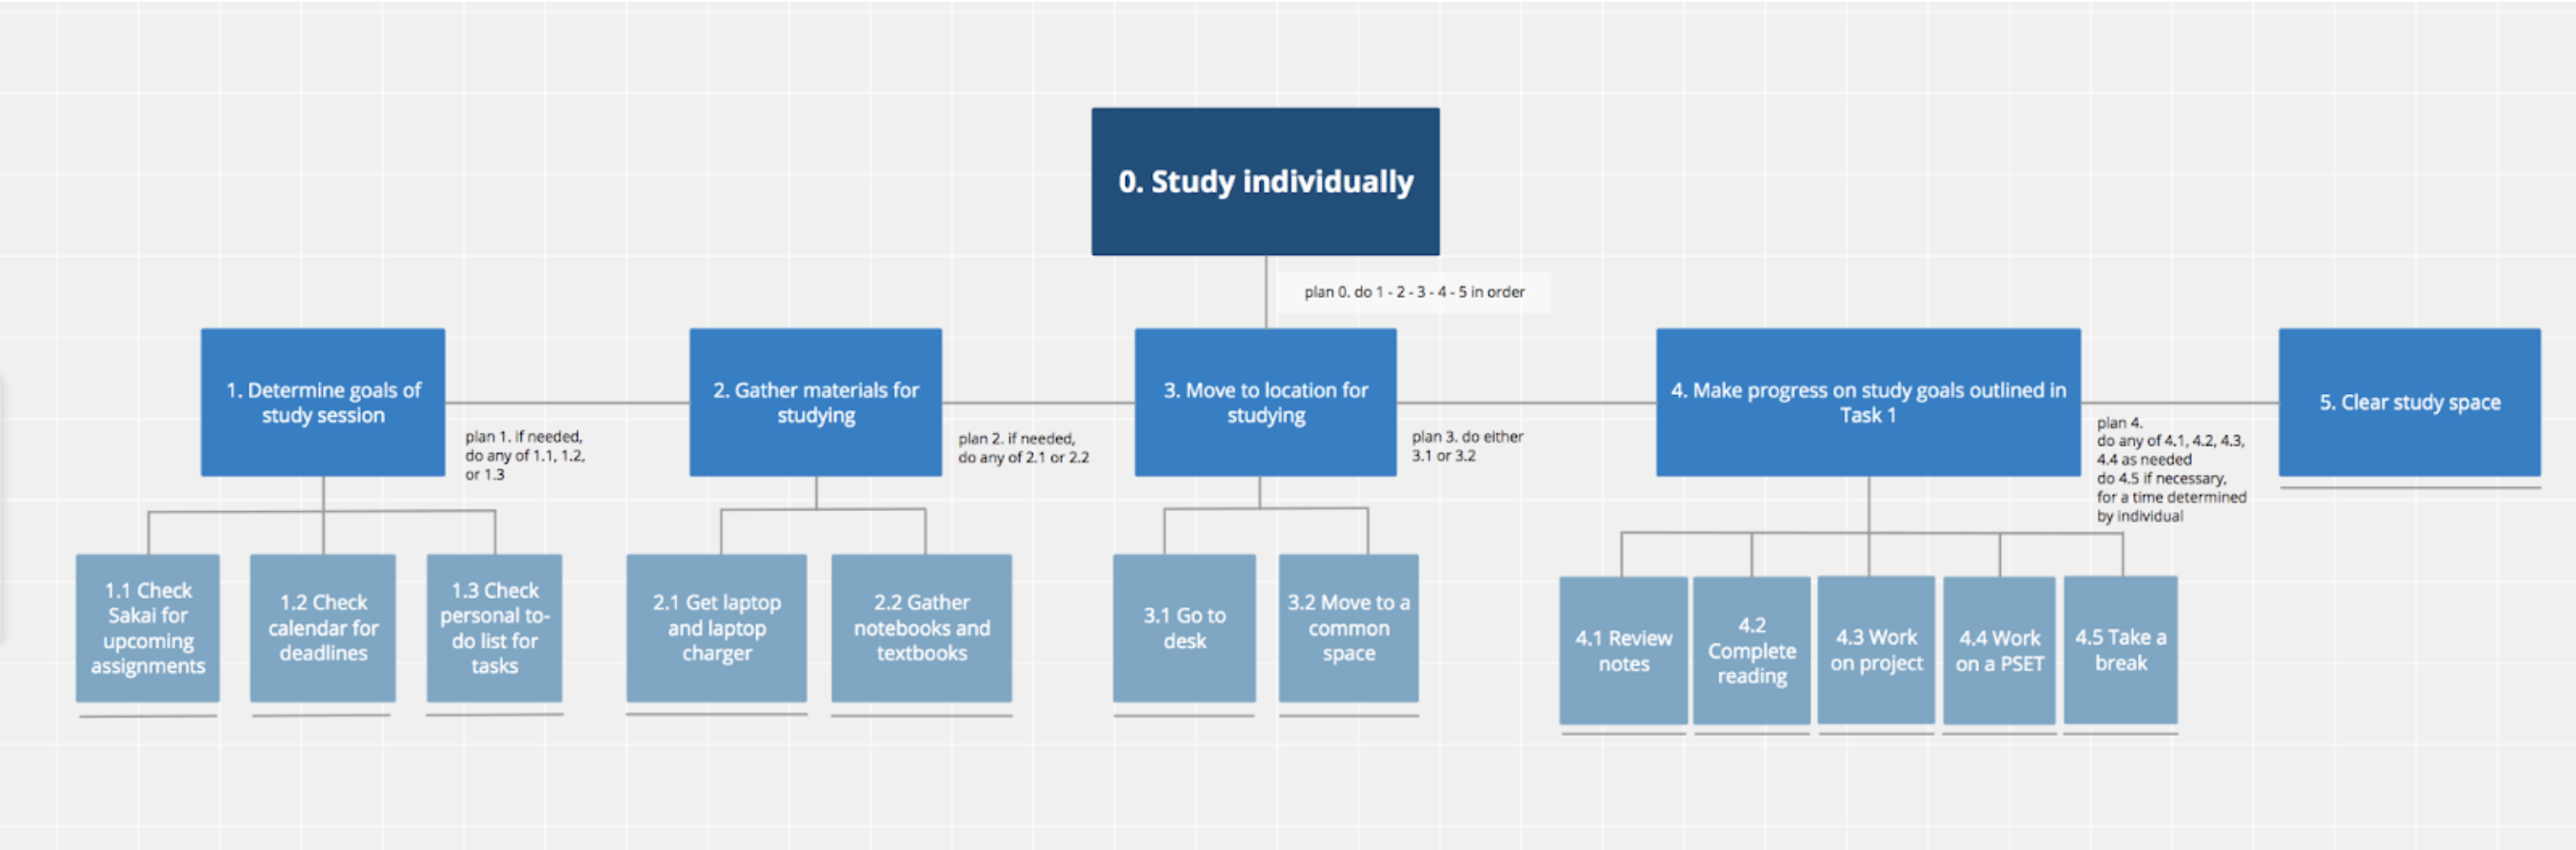 0. Study individually
plan 0. do 1 - 2 - 3 - 4 - 5 in order
1. Determine goals of
study session
plan 1. if needed,
do any of 1.1, 1.2,
or 1.3
2. Gather materials for
studying
plan 2. if needed,
do any of 2.1 or 2.2
3. Move to location for
studying
plan 3. do either
3.1 or 3.2
4. Make progress on study goals outlined in
Task 1
plan 4.
do any of 4.1, 4.2, 4.3,
4.4 as needed
do 4.5 if necessary,
for a time determined
by individual
5. Clear study space
1.1 Check
Sakai for
upcoming
assignments
1.2 Check
calendar for
deadlines
1.3 Check
personal to-
do list for
tasks
2.1 Get laptop
and laptop
charger
2.2 Gather
notebooks and
textbooks
3.1 Go to
desk
3.2 Move to a
common
space
4.1 Review
notes
4.2
Complete
reading
4.3 Work
on project
4.4 Work
on a PSET
4.5 Take a
break